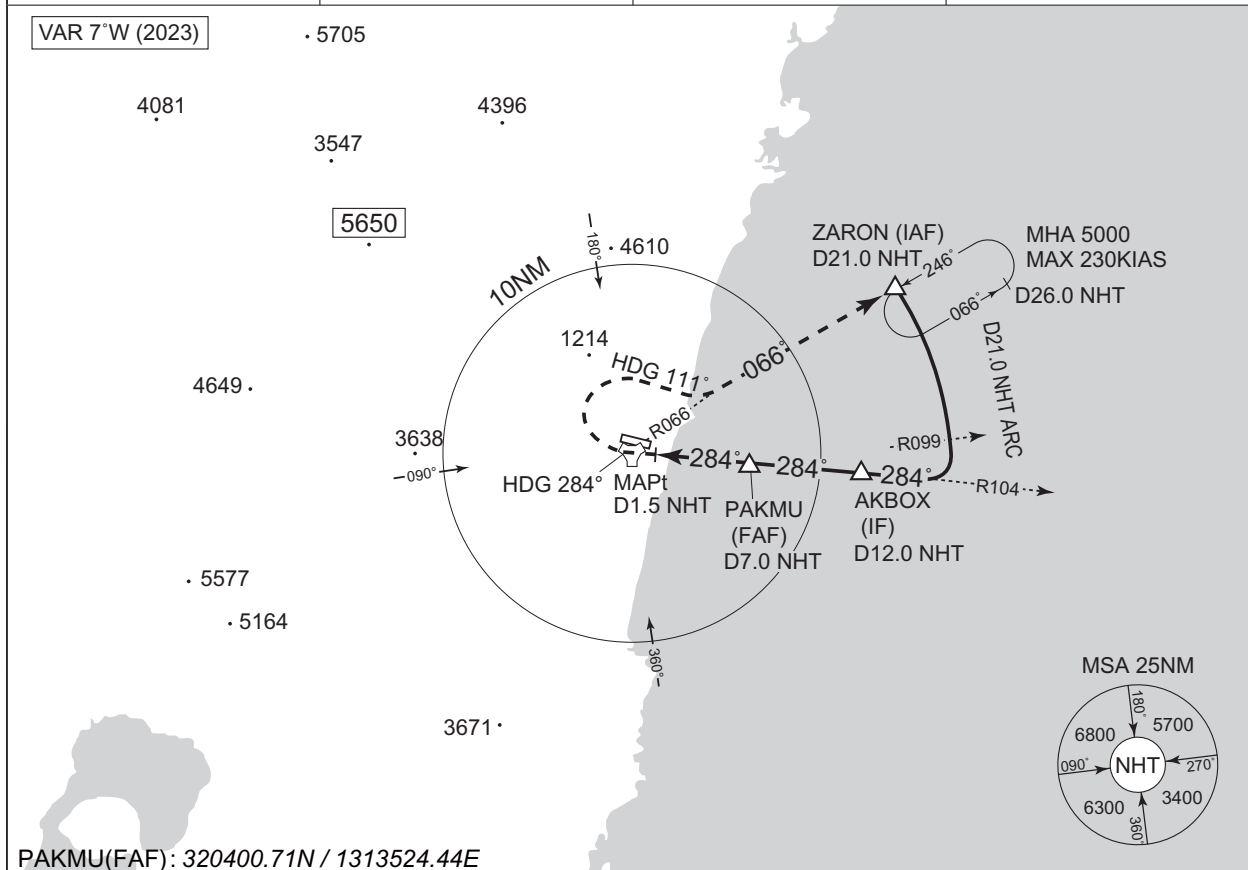 VAR 7°W (2023)
5705
4081
4396
3547
5650
180°
4610
10NM
ZARON (IAF)
D21.0 NHT
MHA 5000
MAX 230KIAS
246°
066°
D26.0 NHT
1214
HDG 111°
066°
R066
D21.0 NHT ARC
4649
3638
090°
R099
284°
284°
284°
R104
HDG 284°
MAPt
D1.5 NHT
PAKMU
(FAF)
D7.0 NHT
AKBOX
(IF)
D12.0 NHT
5577
5164
360°
3671
MSA 25NM
180°
6800
5700
090°
NHT
270°
6300
3400
360°
PAKMU(FAF): 320400.71N / 1313524.44E